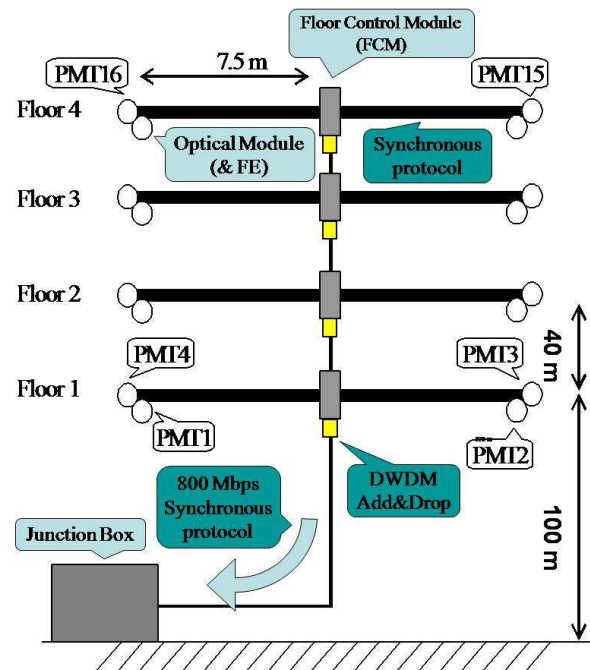 Floor Control Module
(FCM)
PMT16
7.5 m
PMT15
Floor 4
Optical Module
(& FE)
Synchronous
protocol
Floor 3
Floor 2
40 m
PMT4
PMT3
Floor 1
PMT1
PMT2
800 Mbps
Synchronous
protocol
DWDM
Add&Drop
100 m
Junction Box